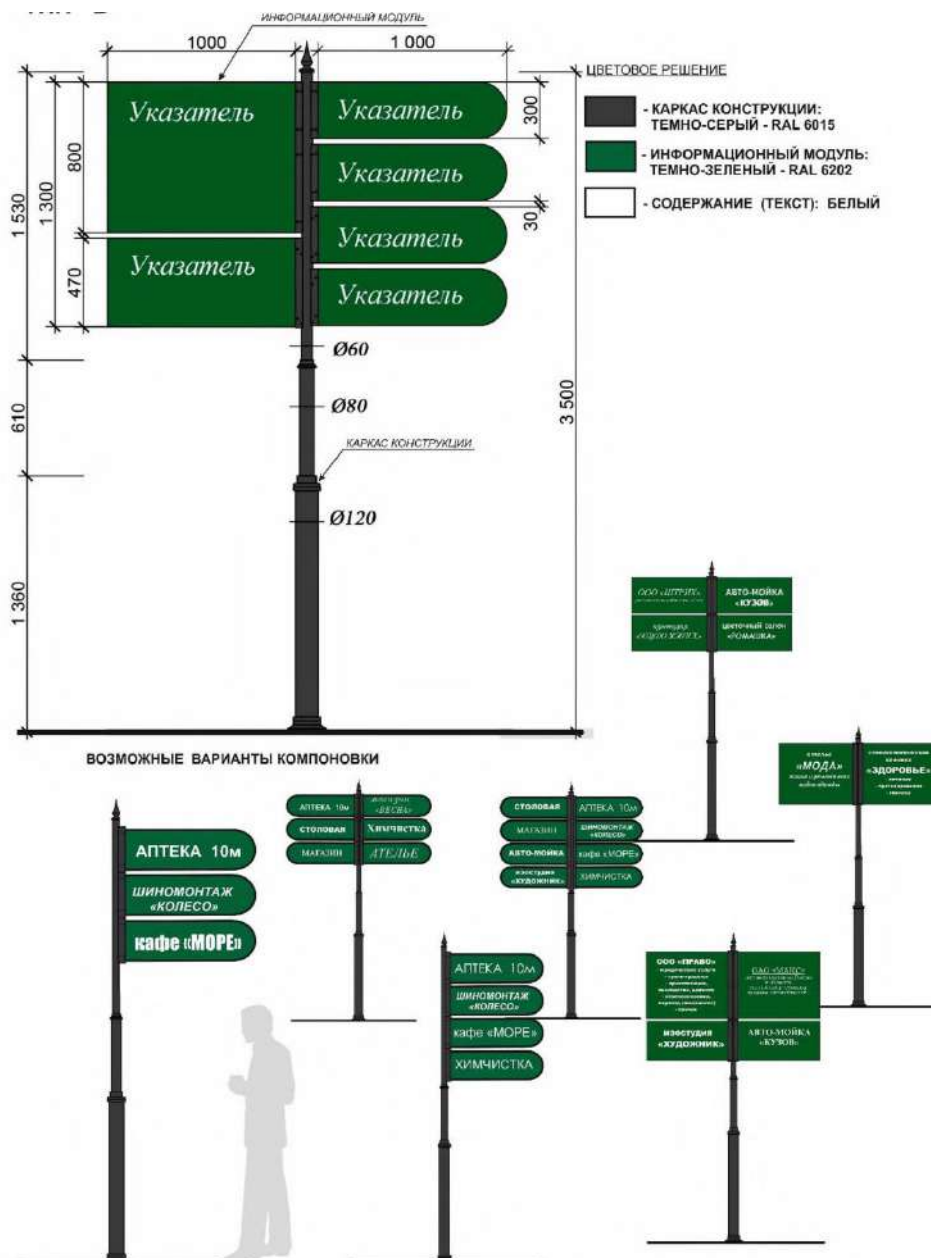 ИНФОРМАЦИОННЫЙ МОДУЛЬ
1000
1 000
ЦВЕТОВОЕ РЕШЕНИЕ
- КАРКАС КОНСТРУКЦИИ:
ТЕМНО-СЕРЫЙ - RAL 6015
- ИНФОРМАЦИОННЫЙ МОДУЛЬ:
ТЕМНО-ЗЕЛЕНЫЙ - RAL 6202
- СОДЕРЖАНИЕ (ТЕКСТ): БЕЛЫЙ
Указатель
Указатель
Указатель
Указатель
Указатель
Указатель
300
30
800
470
1 300
1 530
610
1 360
3 500
Ø60
Ø80
КАРКАС КОНСТРУКЦИИ
Ø120
ООО «ШТРИХ»
АВТО-МОЙКА
«КУЗОВ»
ЦВЕТОЧНЫЙ САЛОН
«РОМАШКА»
ВОЗМОЖНЫЕ ВАРИАНТЫ КОМПОНОВКИ
«МОДА»
«ЗДОРОВЬЕ»
АПТЕКА 10м
ШИНОМОНТАЖ
«КОЛЕСО»
кафе «МОРЕ»
АПТЕКА 10м
«ВЕСНА»
СТОЛОВАЯ
Химчистка
МАГАЗИН
АТЕЛЬЕ
СТОЛОВАЯ
АПТЕКА 10м
МАГАЗИН
ШИНОМОНТАЖ
«КОЛЕСО»
АВТО-МОЙКА
кафе «МОРЕ»
изостудия
«ХУДОЖНИК»
ХИМЧИСТКА
АПТЕКА 10м
ШИНОМОНТАЖ
«КОЛЕСО»
кафе «МОРЕ»
ХИМЧИСТКА
ООО «ПРАВО»
ОАО «МАКС»
изостудия
«ХУДОЖНИК»
АВТО-МОЙКА
«КУЗОВ»